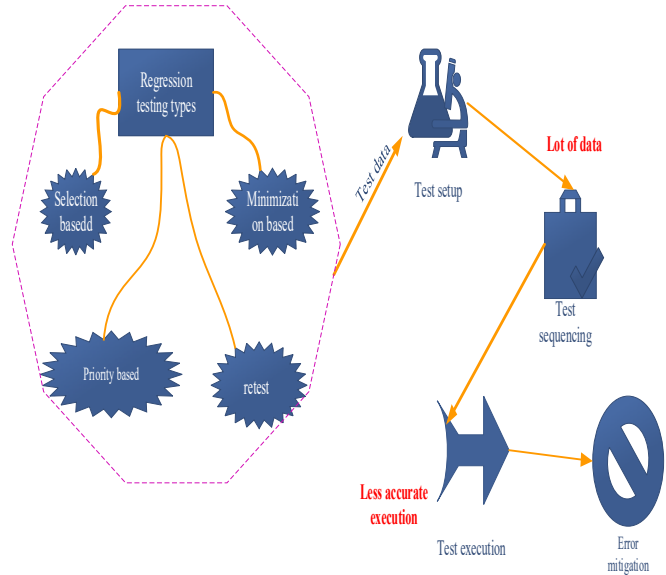 Regression
testing types
Selection
basedd
Minimizati
on based
Priority based
retest
Test data
Test setup
Lot of data
Test
sequencing
Less accurate
execution
Test execution
Error
mitigation